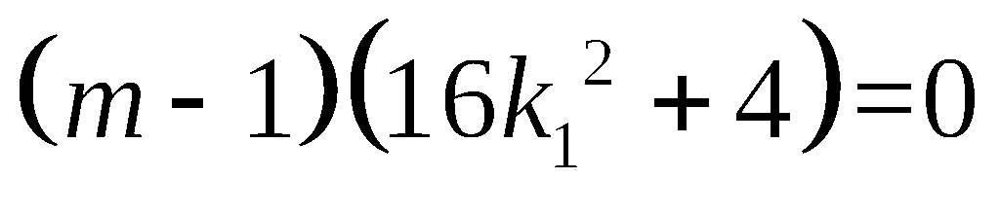 (m - 1)(16k₁² + 4)=0